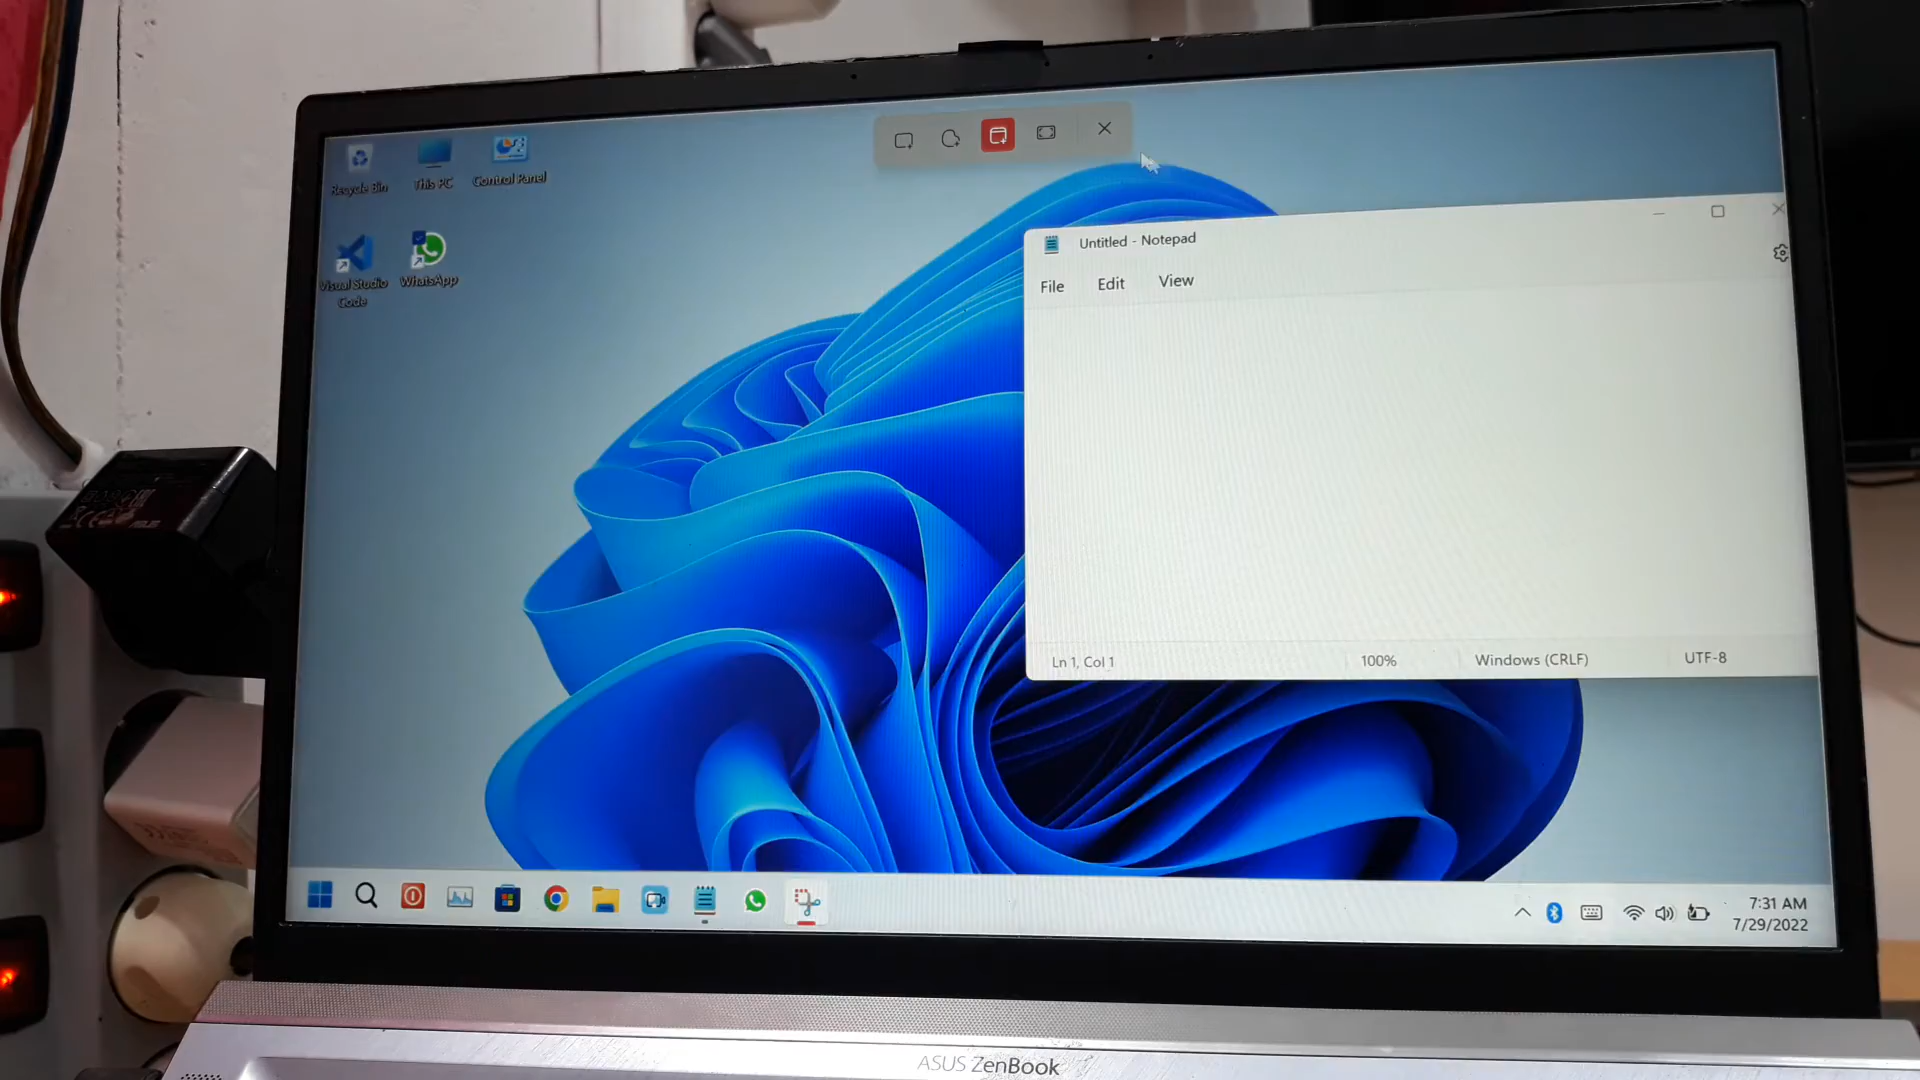 Recycle Bin
This PC
Control Panel
Visual Studio
Code
WhatsApp
Untitled - Notepad
File Edit View
Ln 1, Col 1
100%
Windows (CRLF)
UTF-8
7:31 AM
7/29/2022
ASUS ZenBook